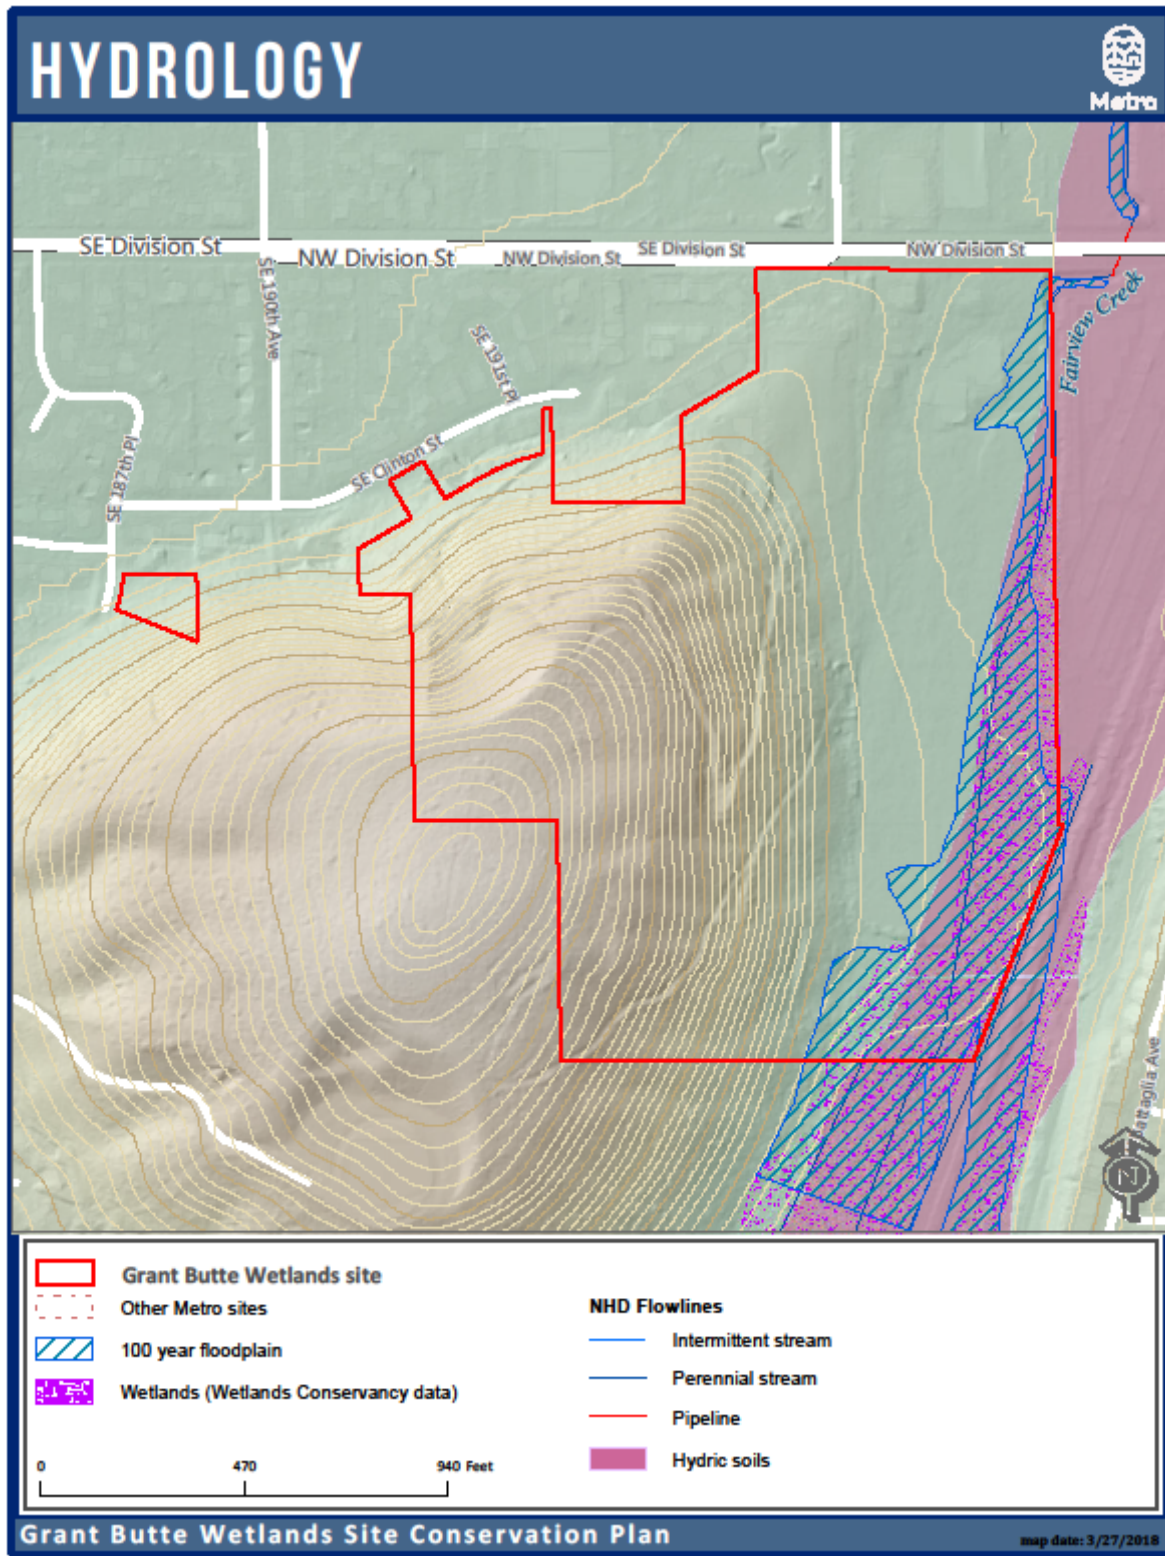 HYDROLOGY
Metro
SE Division St
NW Division St
NW Division St
SE Division St
NW Division St
SE 190th Ave
SE 191st Pl
Fairview Creek
SE Clinton St
SE 187th Pl
attaglia Ave
N
Grant Butte Wetlands site
Other Metro sites
100 year floodplain
Wetlands (Wetlands Conservancy data)
0 470 940 Feet
NHD Flowlines
Intermittent stream
Perennial stream
Pipeline
Hydric soils
Grant Butte Wetlands Site Conservation Plan
map date: 3/27/2018